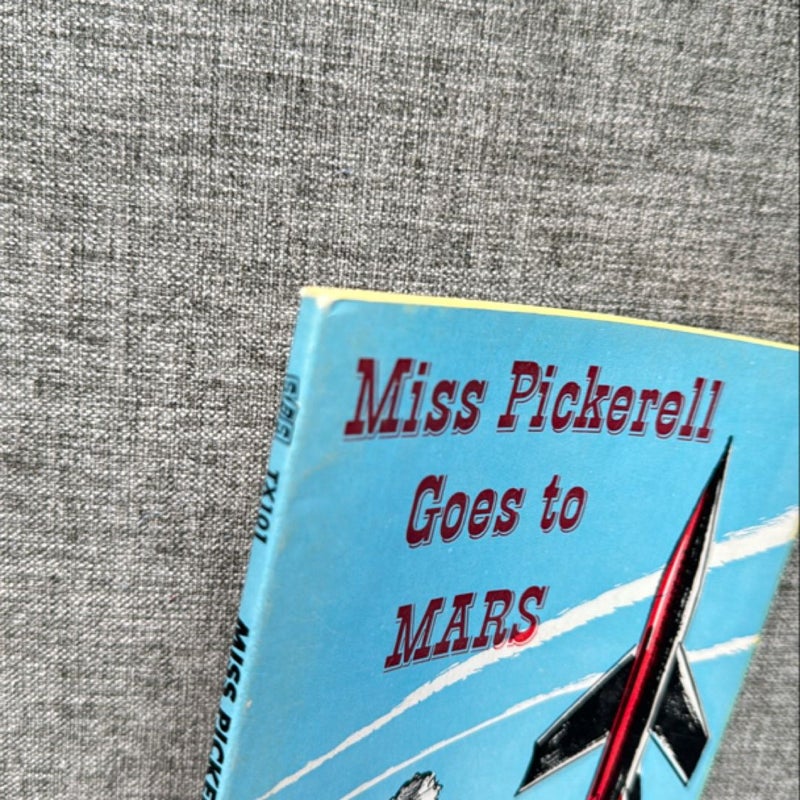 Miss Pickerell
Goes to
MARS
TX101
MISS PICKE